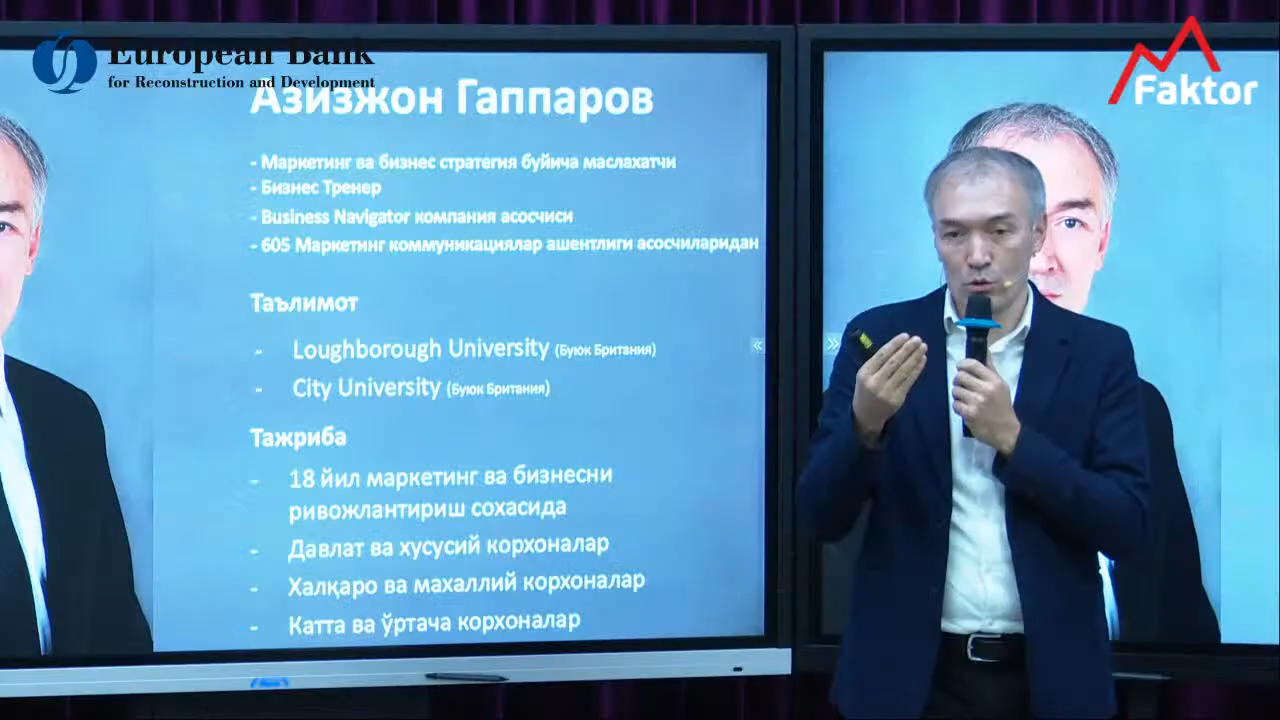 European Bank
for Reconstruction and Development
Faktor
Азизжон Гаппаров
- Маркетинг ва бизнес стратегия буйича маслахатчи
- Бизнес Тренер
- Business Navigator компания асосчиси
- 605 Маркетинг коммуникациялар ашентлиги асосчиларидан
Таълимот
- Loughborough University (Буюк Британия)
- City University (Буюк Британия)
Тажриба
- 18 йил маркетинг ва бизнесни
ривожлантириш сохасида
- Давлат ва хусусий корхоналар
- Халқаро ва махаллий корхоналар
- Катта ва ўртача корхоналар